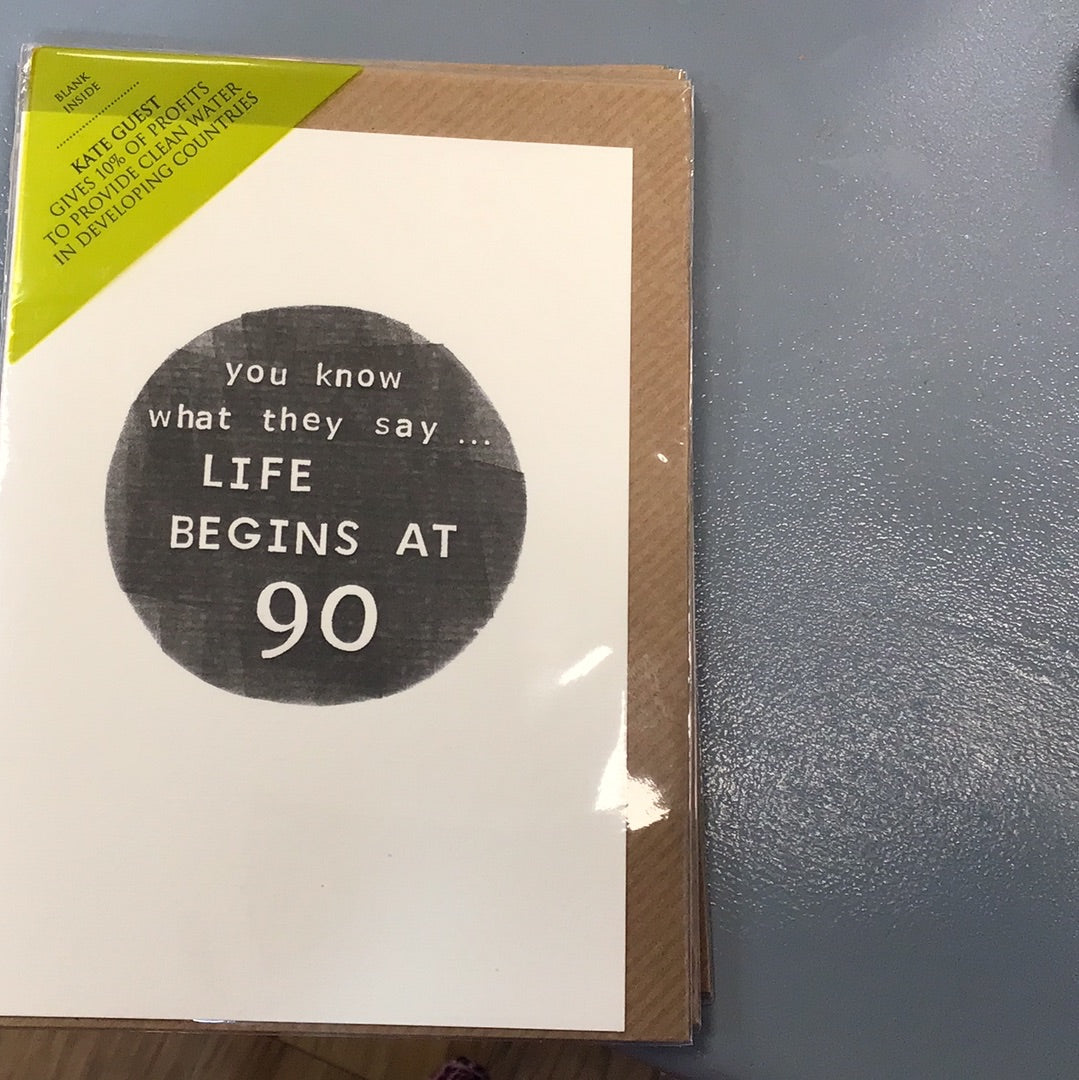 BLANK
INSIDE
KATE GUEST
GIVES 10% OF PROFITS
TO PROVIDE CLEAN WATER
IN DEVELOPING COUNTRIES
you know
what they say ...
LIFE
BEGINS AT
90